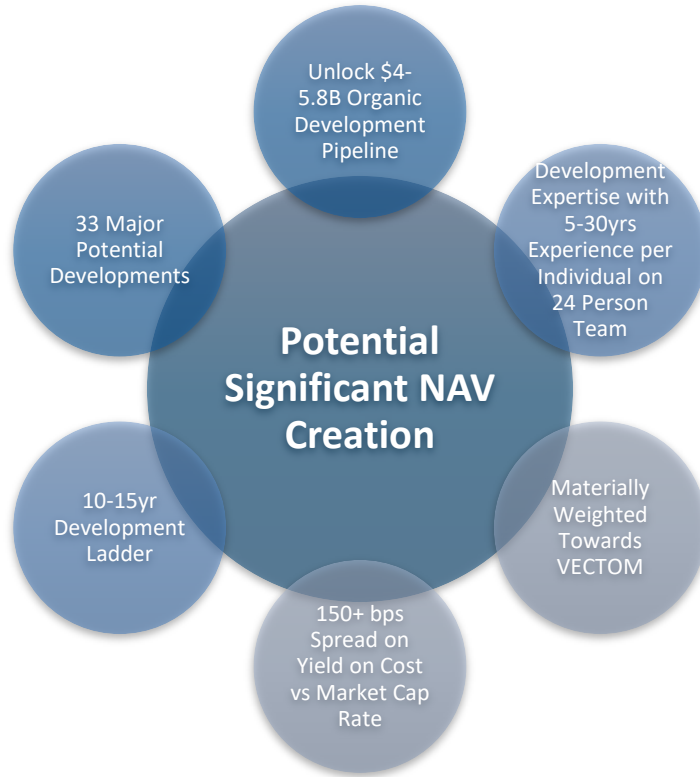 Unlock $4-
5.8B Organic
Development
Pipeline
Development
Expertise with
5-30yrs
Experience per
Individual on
24 Person
Team
Materially
Weighted
Towards
VECTOM
150+ bps
Spread on
Yield on Cost
vs Market Cap
Rate
10-15yr
Development
Ladder
33 Major
Potential
Developments
Potential
Significant NAV
Creation